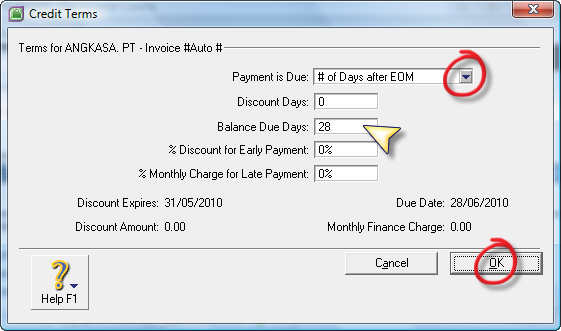 Credit Terms
Terms for ANGKASA. PT - Invoice #Auto #
Payment is Due: # of Days after EOM
Discount Days: 0
Balance Due Days: 28
% Discount for Early Payment: 0%
% Monthly Charge for Late Payment: 0%
Discount Expires: 31/05/2010 Due Date: 28/06/2010
Discount Amount: 0.00 Monthly Finance Charge: 0.00
Cancel OK
?
Help F1